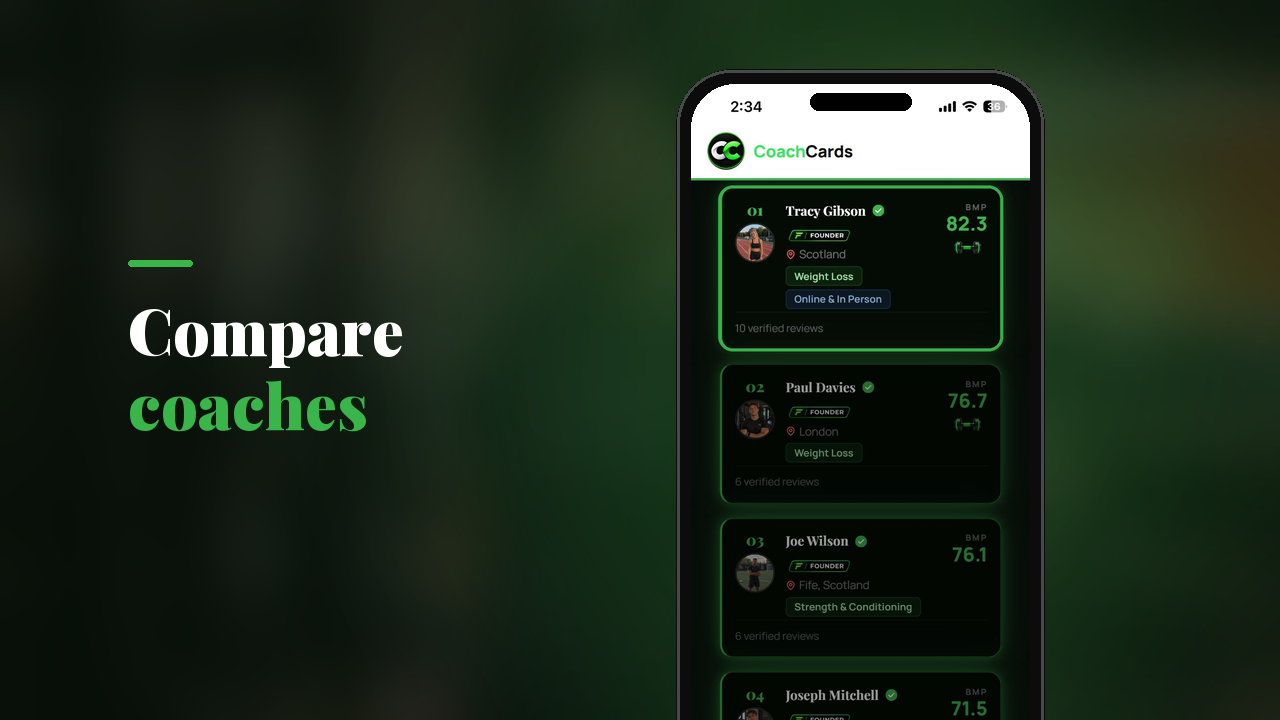 Compare
coaches
2:34
36
CC CoachCards
01 Tracy Gibson BMP
82.3
F FOUNDER
Scotland
Weight Loss
Online & In Person
10 verified reviews
02 Paul Davies BMP
76.7
F FOUNDER
London
Weight Loss
6 verified reviews
03 Joe Wilson BMP
76.1
F FOUNDER
Fife, Scotland
Strength & Conditioning
6 verified reviews
04 Joseph Mitchell BMP
71.5
FOUNDER